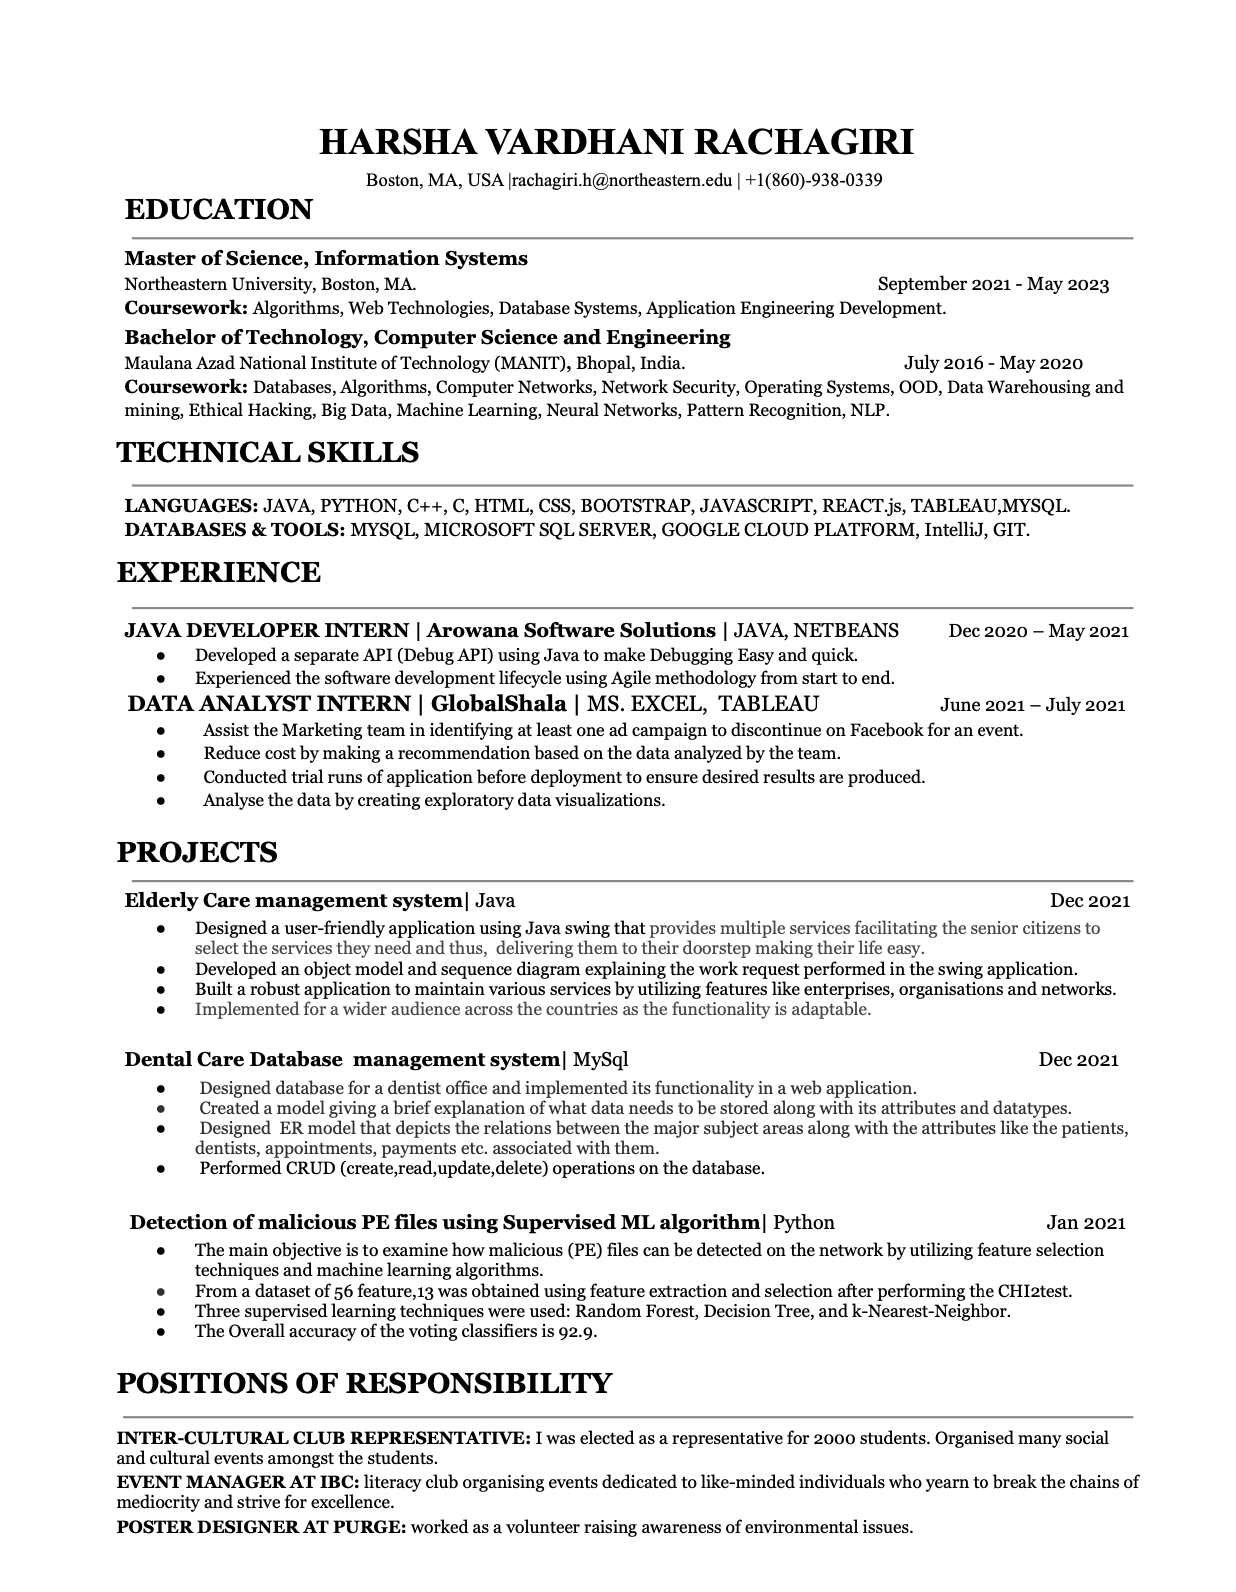 HARSHA VARDHANI RACHAGIRI
Boston, MA, USA |rachagiri.h@northeastern.edu | +1(860)-938-0339
EDUCATION
Master of Science, Information Systems
Northeastern University, Boston, MA. September 2021 - May 2023
Coursework: Algorithms, Web Technologies, Database Systems, Application Engineering Development.
Bachelor of Technology, Computer Science and Engineering
Maulana Azad National Institute of Technology (MANIT), Bhopal, India. July 2016 - May 2020
Coursework: Databases, Algorithms, Computer Networks, Network Security, Operating Systems, OOD, Data Warehousing and
mining, Ethical Hacking, Big Data, Machine Learning, Neural Networks, Pattern Recognition, NLP.
TECHNICAL SKILLS
LANGUAGES: JAVA, PYTHON, C++, C, HTML, CSS, BOOTSTRAP, JAVASCRIPT, REACT.js, TABLEAU,MYSQL.
DATABASES & TOOLS: MYSQL, MICROSOFT SQL SERVER, GOOGLE CLOUD PLATFORM, IntelliJ, GIT.
EXPERIENCE
JAVA DEVELOPER INTERN | Arowana Software Solutions | JAVA, NETBEANS Dec 2020 – May 2021
● Developed a separate API (Debug API) using Java to make Debugging Easy and quick.
● Experienced the software development lifecycle using Agile methodology from start to end.
DATA ANALYST INTERN | GlobalShala | MS. EXCEL, TABLEAU June 2021 – July 2021
● Assist the Marketing team in identifying at least one ad campaign to discontinue on Facebook for an event.
● Reduce cost by making a recommendation based on the data analyzed by the team.
● Conducted trial runs of application before deployment to ensure desired results are produced.
● Analyse the data by creating exploratory data visualizations.
PROJECTS
Elderly Care management system| Java Dec 2021
● Designed a user-friendly application using Java swing that provides multiple services facilitating the senior citizens to
select the services they need and thus, delivering them to their doorstep making their life easy.
● Developed an object model and sequence diagram explaining the work request performed in the swing application.
● Built a robust application to maintain various services by utilizing features like enterprises, organisations and networks.
● Implemented for a wider audience across the countries as the functionality is adaptable.
Dental Care Database management system| MySql Dec 2021
● Designed database for a dentist office and implemented its functionality in a web application.
● Created a model giving a brief explanation of what data needs to be stored along with its attributes and datatypes.
● Designed ER model that depicts the relations between the major subject areas along with the attributes like the patients,
dentists, appointments, payments etc. associated with them.
● Performed CRUD (create,read,update,delete) operations on the database.
Detection of malicious PE files using Supervised ML algorithm| Python Jan 2021
● The main objective is to examine how malicious (PE) files can be detected on the network by utilizing feature selection
techniques and machine learning algorithms.
● From a dataset of 56 feature,13 was obtained using feature extraction and selection after performing the CHI2test.
● Three supervised learning techniques were used: Random Forest, Decision Tree, and k-Nearest-Neighbor.
● The Overall accuracy of the voting classifiers is 92.9.
POSITIONS OF RESPONSIBILITY
INTER-CULTURAL CLUB REPRESENTATIVE: I was elected as a representative for 2000 students. Organised many social
and cultural events amongst the students.
EVENT MANAGER AT IBC: literacy club organising events dedicated to like-minded individuals who yearn to break the chains of
mediocrity and strive for excellence.
POSTER DESIGNER AT PURGE: worked as a volunteer raising awareness of environmental issues.